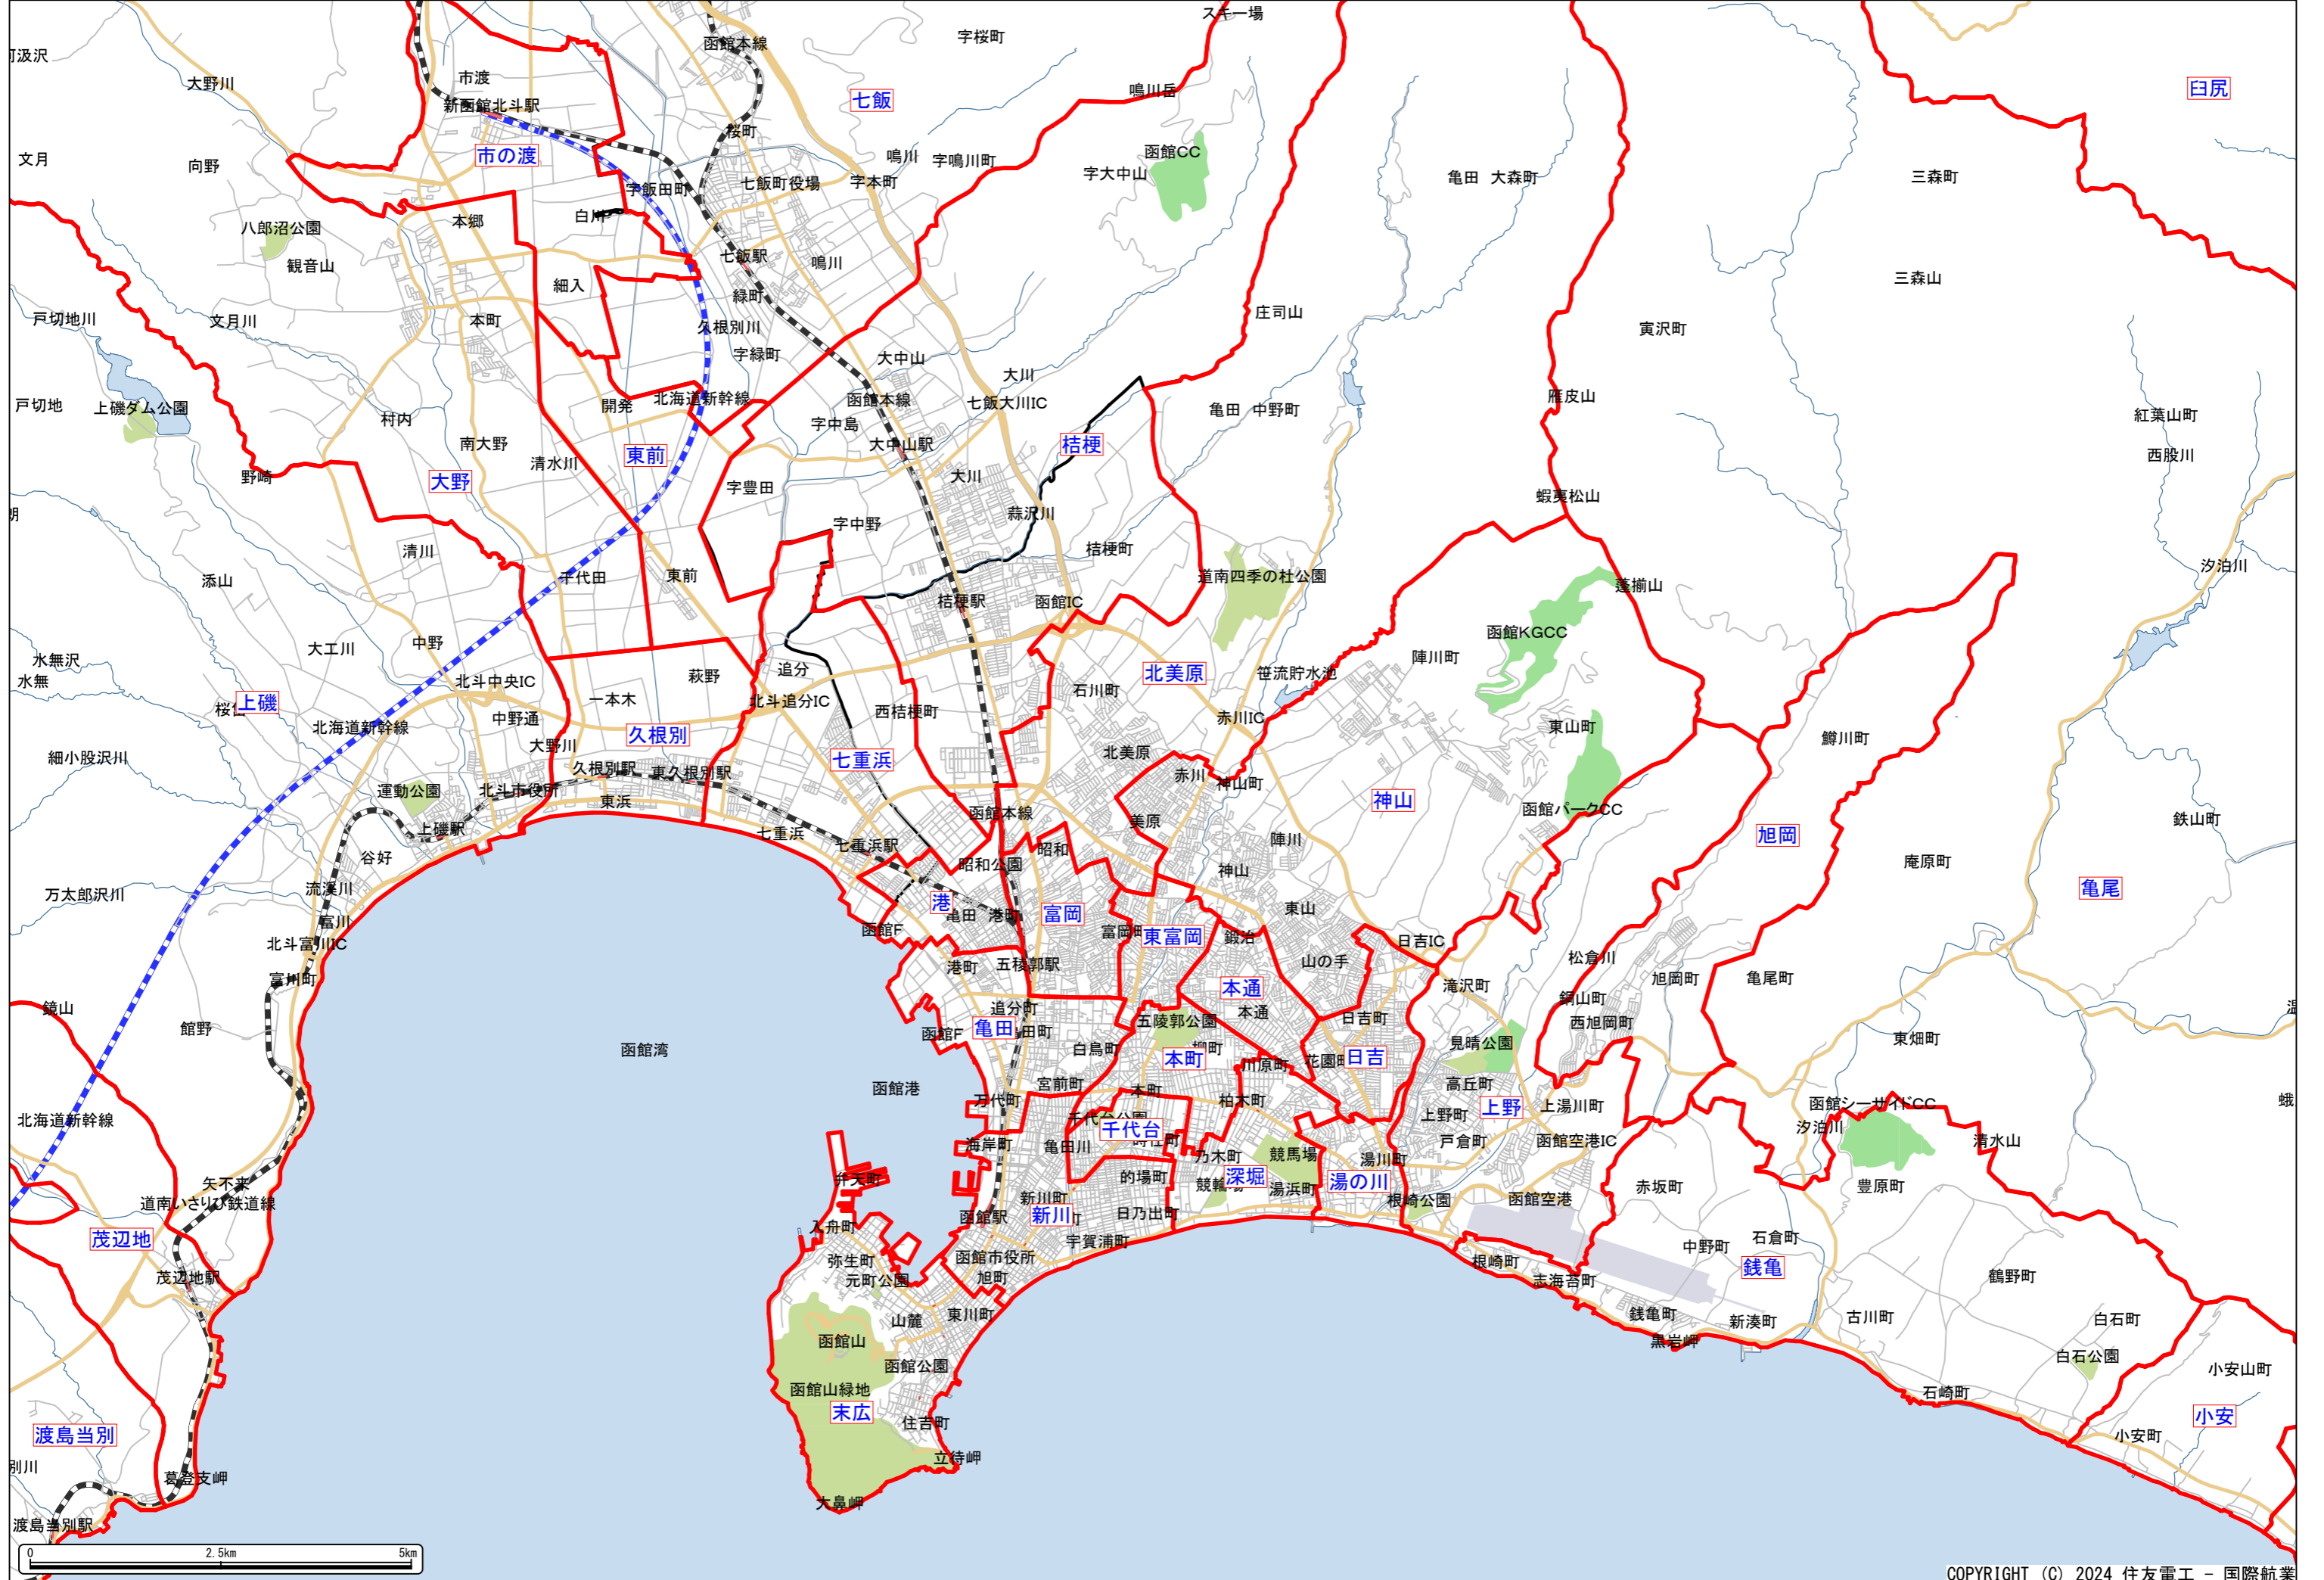 スキー場
函館本線
字桜町
市渡
大野川
七飯
鳴川岳
臼尻
新函館北斗駅
桜町
市の渡
文月
向野
鳴川
字鳴川町
函館CC
字大中山
亀田 大森町
三森町
字飯田町
七飯町役場
字本町
白川
本郷
八郎沼公園
観音山
七飯駅
鳴川
細入
緑町
三森山
戸切地川
文月川
本町
久根別川
庄司山
寅沢町
字緑町
大中山
大川
戸切地
上磯ダム公園
村内
開発
北海道新幹線
函館本線
七飯大川IC
亀田 中野町
雁皮山
紅葉山町
字中島
大中山駅
桔梗
南大野
東前
西股川
野崎
大野
清水川
字豊田
大川
蝦夷松山
蒜沢川
字中野
清川
桔梗町
添山
千代田
東前
道南四季の杜公園
蓬揃山
汐泊川
桔梗駅
函館IC
函館KGCC
大工川
中野
水無沢
水無
追分
北美原
笹流貯水池
陣川町
北斗中央IC
萩野
石川町
上磯
一本木
北斗追分IC
西桔梗町
赤川IC
北海道新幹線
中野通
久根別
東山町
鱒川町
大野川
七重浜
北美原
細小股沢川
久根別駅
東久根別駅
赤川
神山町
運動公園
北斗市役所
東浜
神山
函館パークCC
函館本線
美原
上磯駅
七重浜
旭岡
鉄山町
七重浜駅
陣川
谷好
昭和公園
昭和
庵原町
神山
流渓川
亀尾
万太郎沢川
港
富岡
東山
亀田 港町
富川
函館F
東富岡
鍛冶
日吉IC
北斗富川IC
山の手
松倉川
港町
五稜郭駅
旭岡町
亀尾町
富川町
滝沢町
本通
銅山町
鏡山
追分町
本通
日吉町
西旭岡町
館野
亀田
五陵郭公園
函館F
東畑町
函館湾
白鳥町
本町
見晴公園
日吉
函館港
宮前町
川原町
高丘町
本町
万代町
柏木町
上野
上湯川町
函館シーサイドCC
北海道新幹線
上野町
千代台
汐泊川
海岸町
亀田川
戸倉町
函館空港IC
清水山
乃木町
競馬場
湯川町
弁天町
的場町
深堀
湯の川
矢不来
湯浜町
赤坂町
豊原町
道南いさりび鉄道線
新川町
根崎公園
函館空港
函館駅
新川
日乃出町
入舟町
茂辺地
宇賀浦町
石倉町
函館市役所
中野町
弥生町
根崎町
銭亀
元町公園
旭町
志海苔町
鶴野町
茂辺地駅
東川町
山麓
銭亀町
新湊町
古川町
白石町
函館山
黒岩岬
函館公園
白石公園
小安山町
函館山緑地
石崎町
末広
小安
住吉町
渡島当別
小安町
立待岬
葛登支岬
大鼻岬
渡島当別駅
0 2.5km 5km
COPYRIGHT (C) 2024 住友電工 - 国際航業